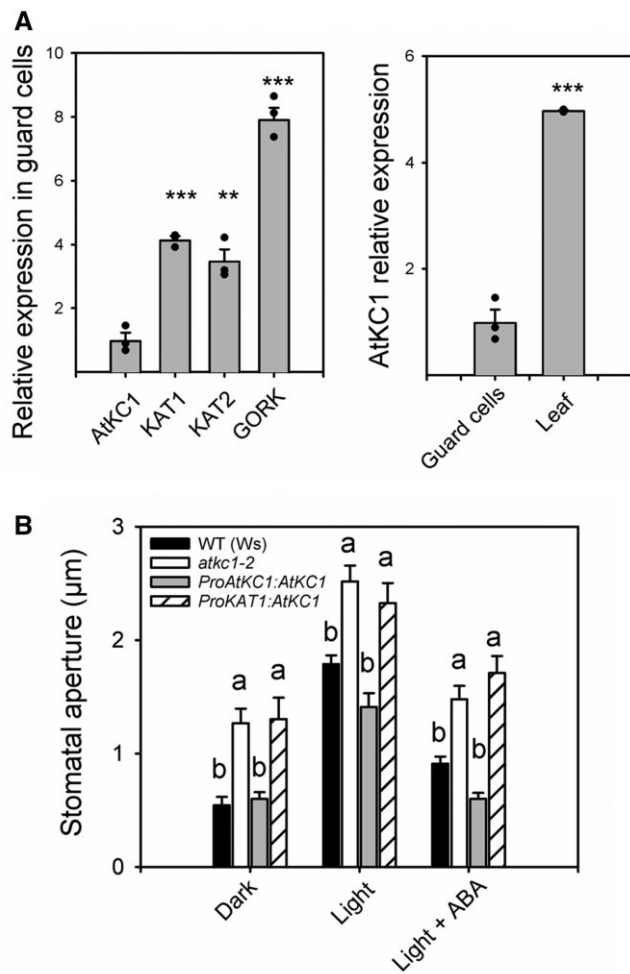 A
Relative expression in guard cells
10
8
6
4
2
***
**
***
AtKC1
KAT1
KAT2
GORK
AtKC1 relative expression
6
4
2
***
Guard cells
Leaf
B
Stomatal aperture (μm)
3
2
1
0
WT (Ws)
atkc1-2
ProAtKC1:AtKC1
ProKAT1:AtKC1
b
a
b
a
b
a
b
a
b
a
b
a
Dark
Light
Light + ABA